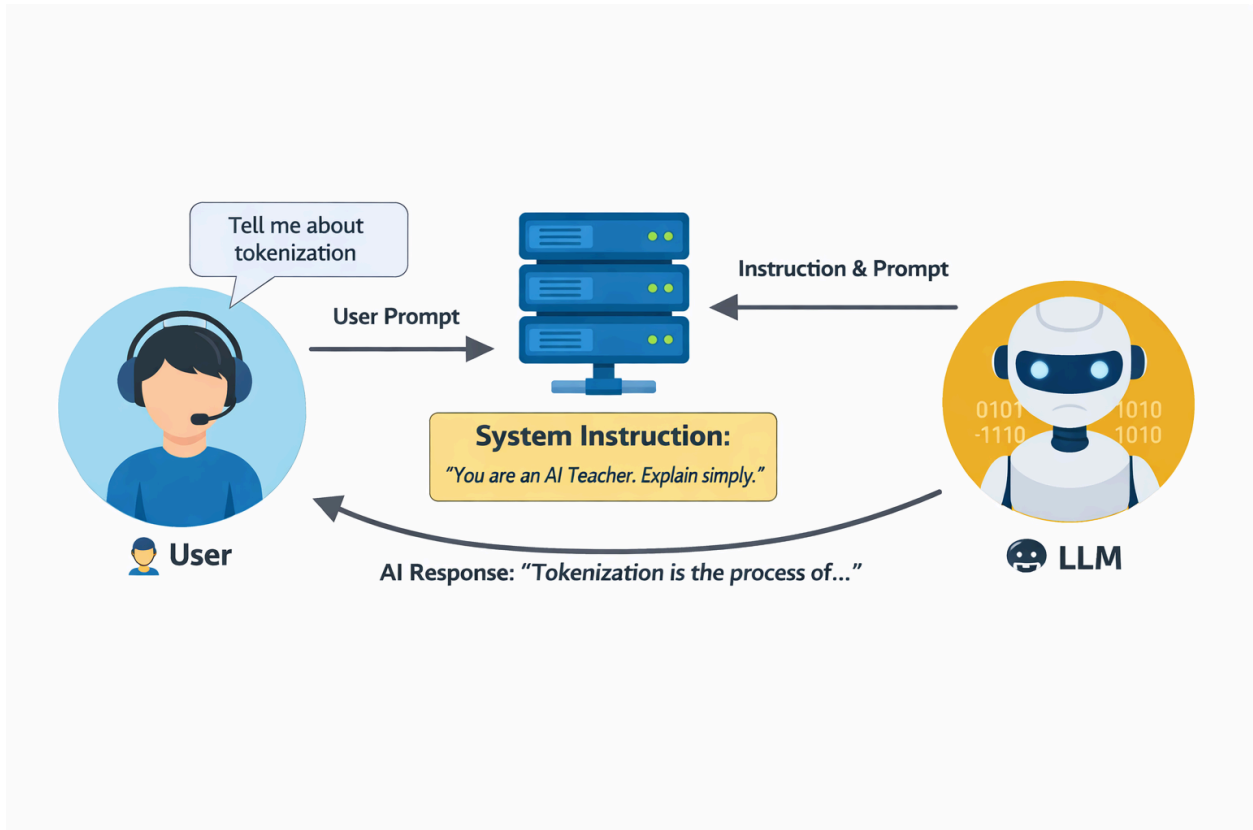 Tell me about
tokenization
User Prompt
Instruction & Prompt
System Instruction:
"You are an AI Teacher. Explain simply."
0101
-1110
1010
1010
User
LLM
AI Response: "Tokenization is the process of..."